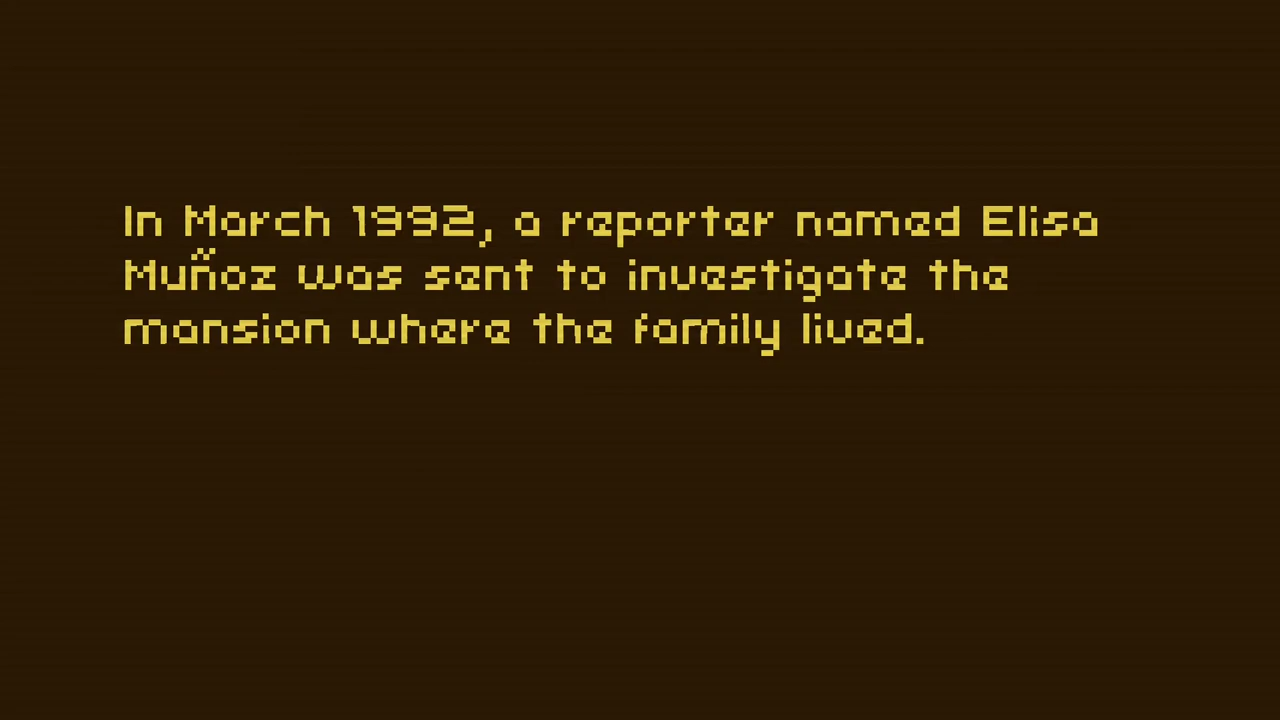 In March 1992, a reporter named Elisa
Muñoz was sent to investigate the
mansion where the family lived.